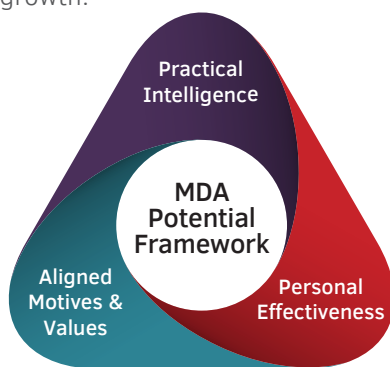 growth.
Practical
Intelligence
MDA
Potential
Framework
Aligned
Motives &
Values
Personal
Effectiveness